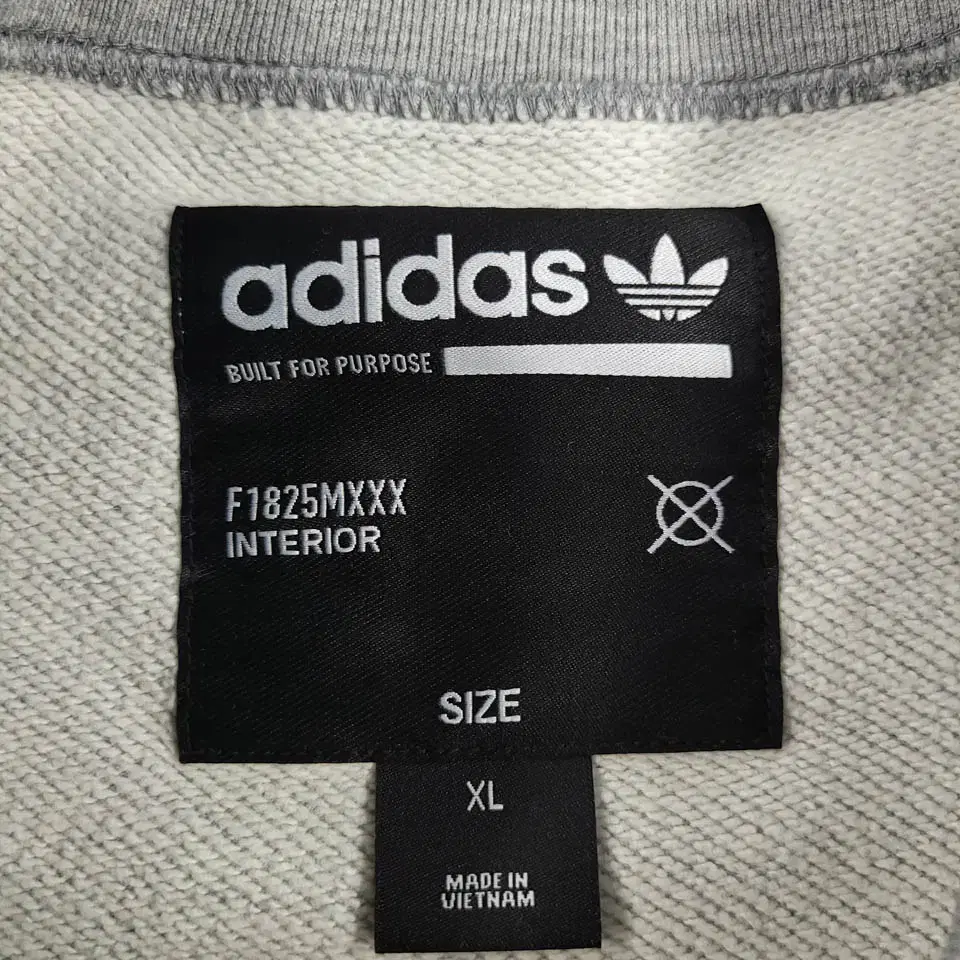 adidas
BUILT FOR PURPOSE
F1825MXXX
INTERIOR
SIZE
XL
MADE IN
VIETNAM